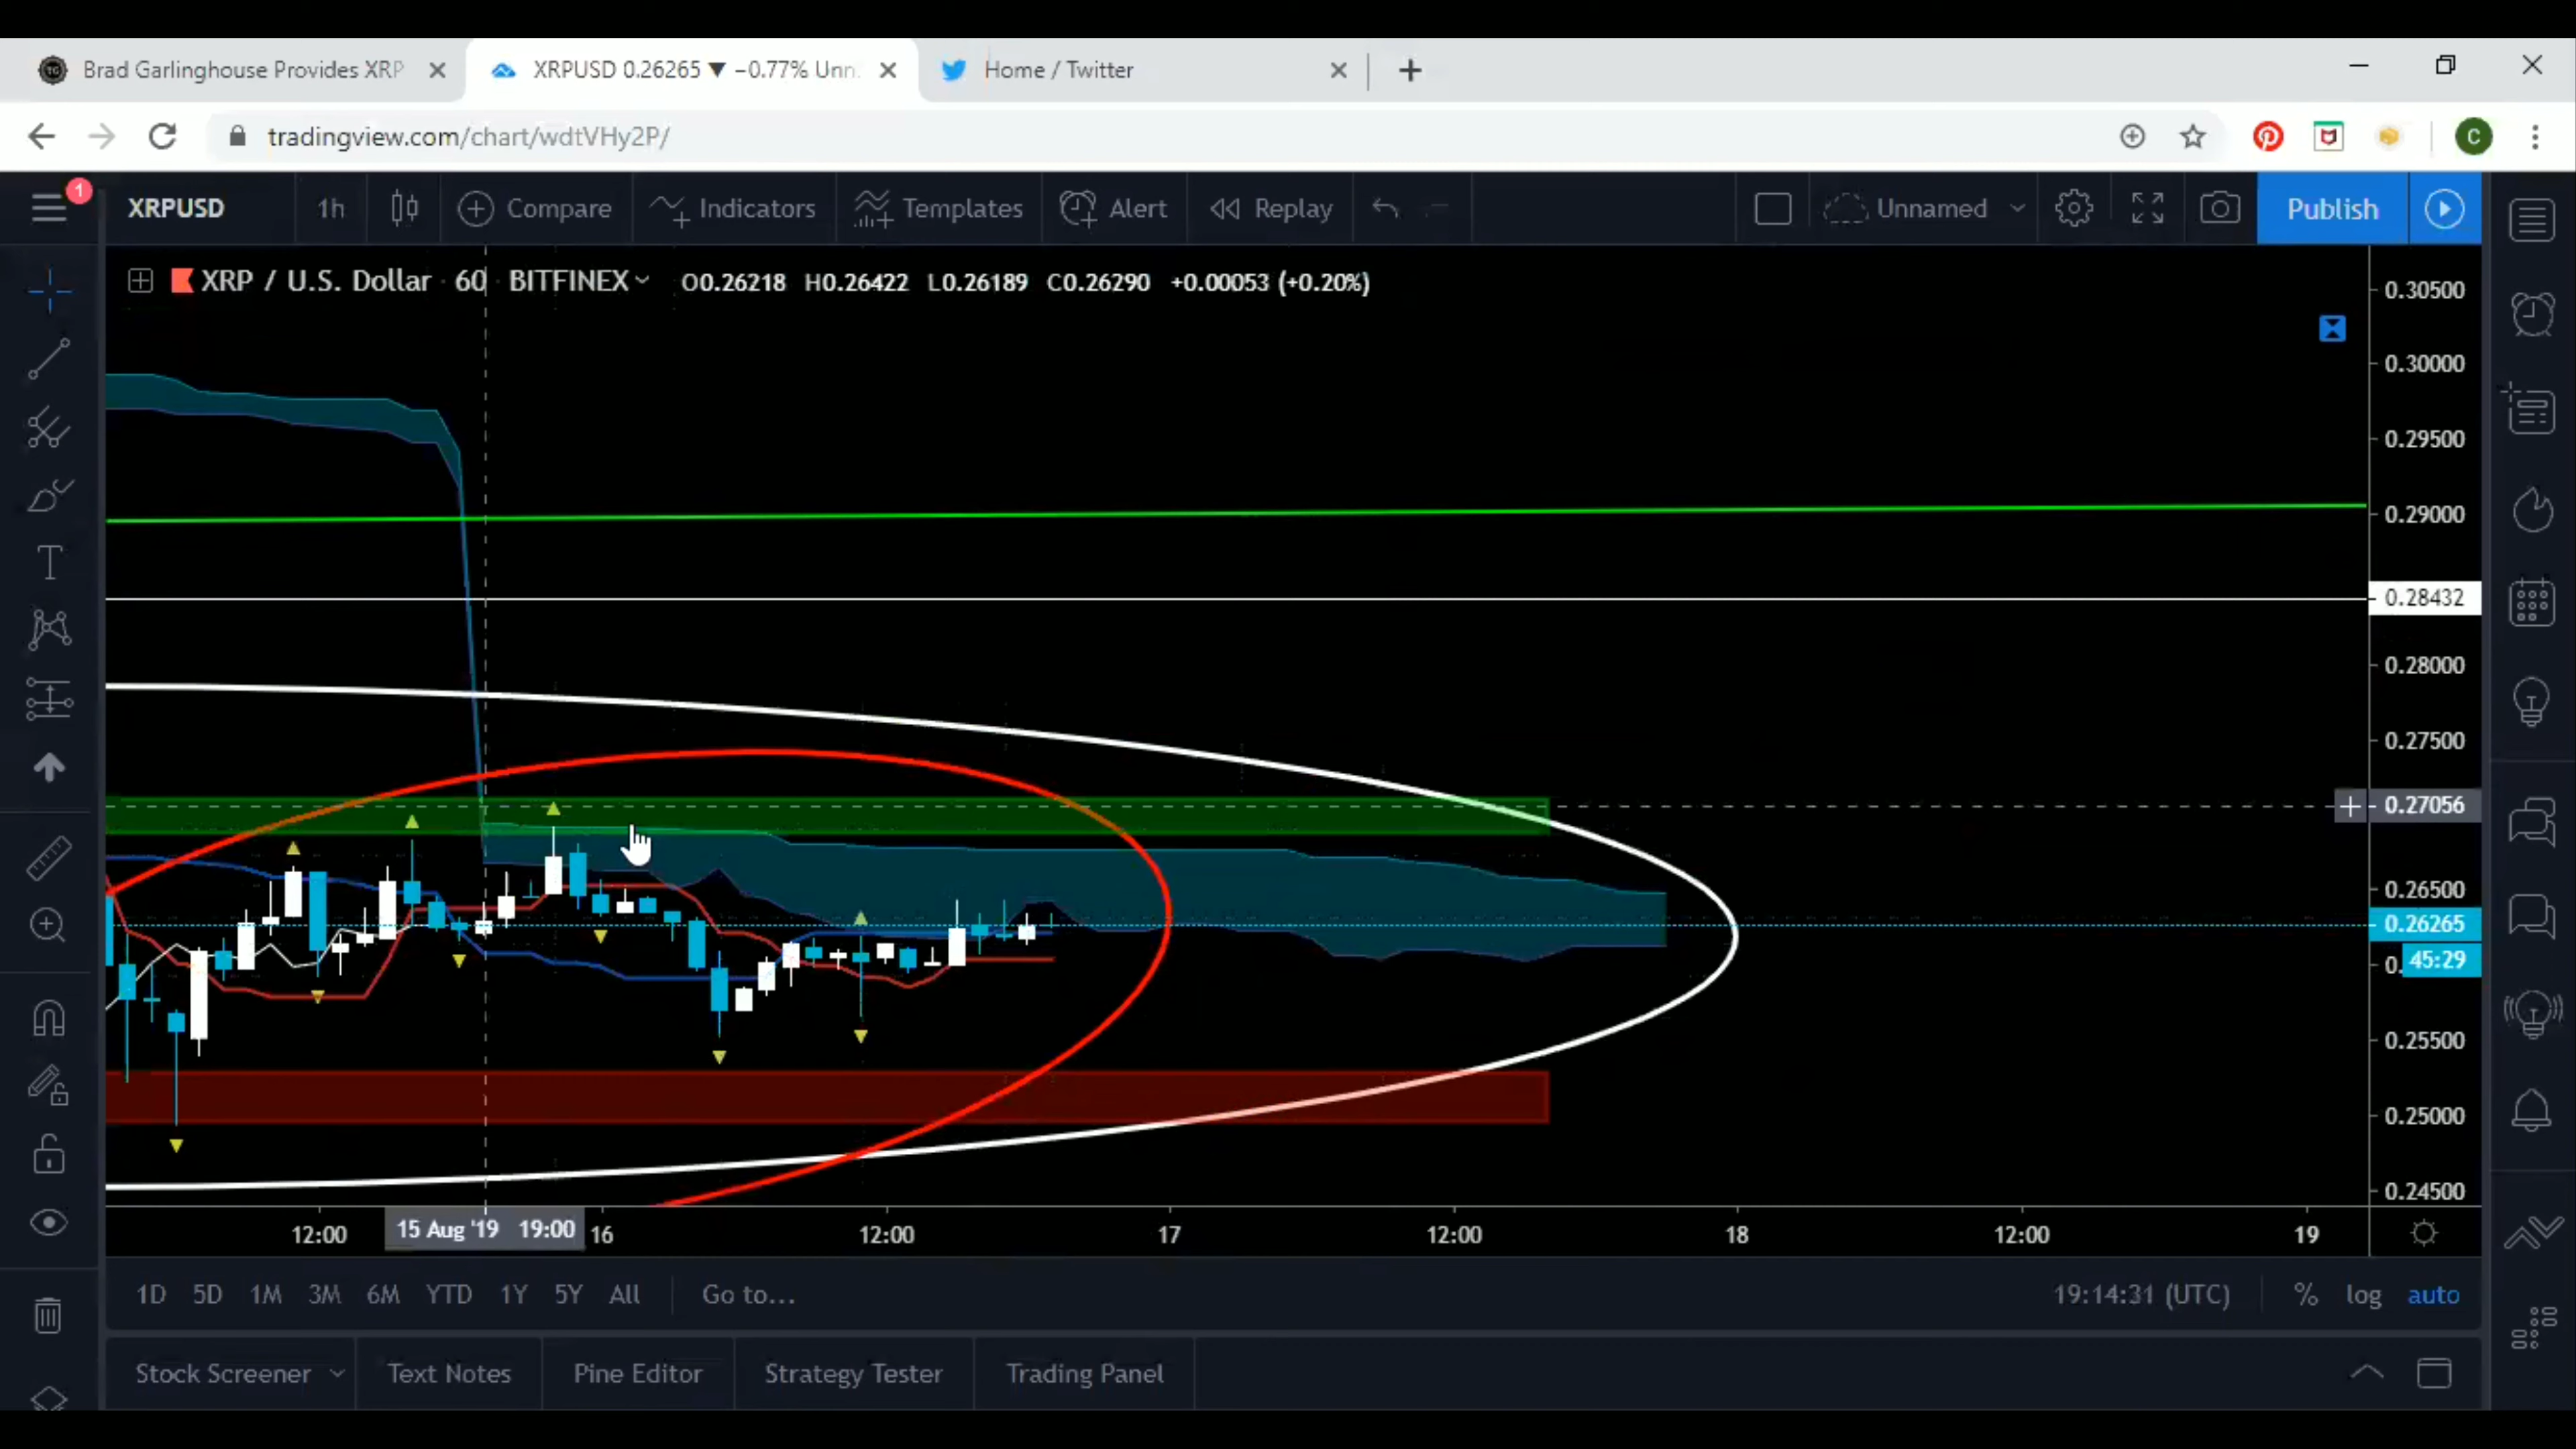 Brad Garlinghouse Provides XRP
XRPUSD 0.26265 ▼ −0.77% Unn
Home / Twitter
tradingview.com/chart/wdtVHy2P/
C
1
XRPUSD 1h Compare Indicators Templates Alert Replay Unnamed Publish
XRP / U.S. Dollar 60 BITFINEX O0.26218 H0.26422 L0.26189 C0.26290 +0.00053 (+0.20%)
0.30500
0.30000
0.29500
0.29000
0.28432
0.28000
0.27500
0.27056
0.26500
0.26265
0. 45:29
0.25500
0.25000
0.24500
12:00 15 Aug '19 19:00 16 12:00 17 12:00 18 12:00 19
1D 5D 1M 3M 6M YTD 1Y 5Y All Go to... 19:14:31 (UTC) % log auto
Stock Screener Text Notes Pine Editor Strategy Tester Trading Panel